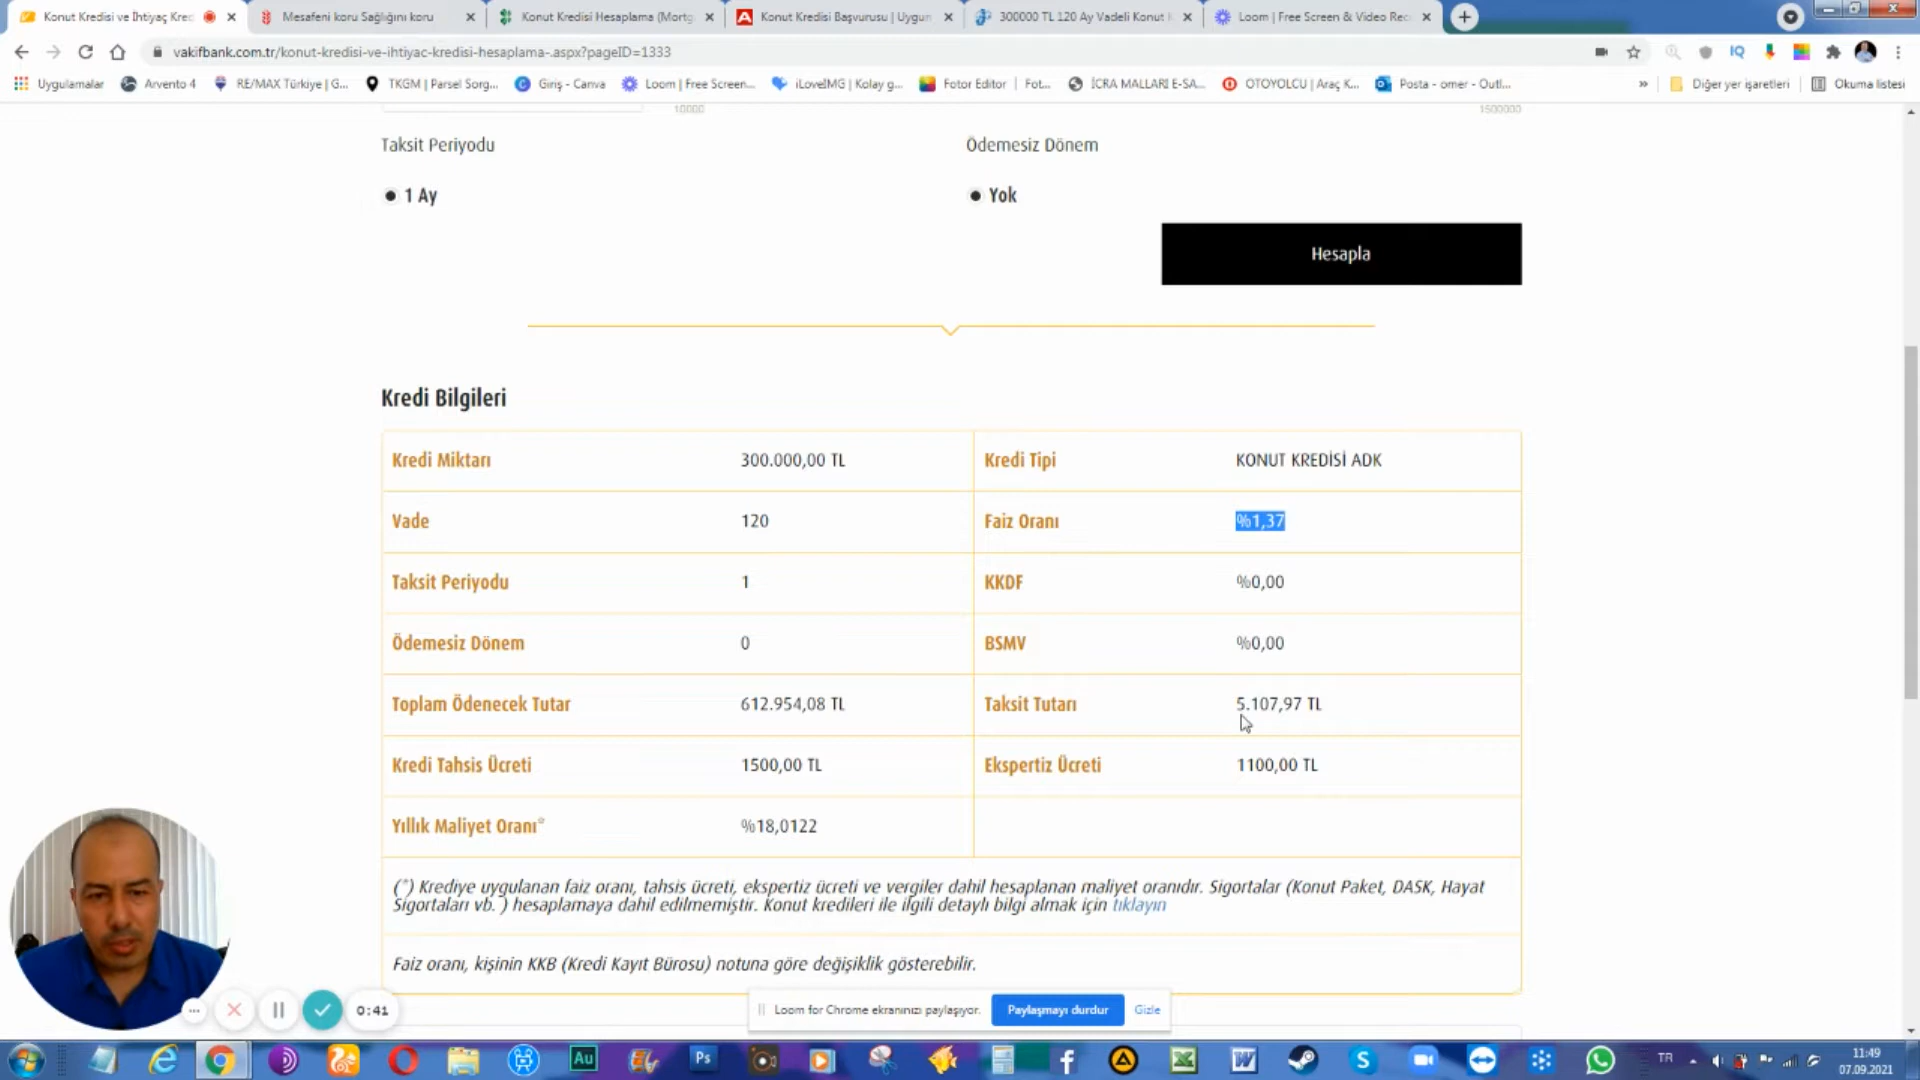 Konut Kredisi ve İhtiyaç Kred
Mesafeni koru Sağlığını koru
Konut Kredisi Hesaplama (Mortg
Konut Kredisi Başvurusu | Uygun
300000 TL 120 Ay Vadeli Konut K
Loom | Free Screen & Video Rec
vakifbank.com.tr/konut-kredisi-ve-ihtiyac-kredisi-hesaplama-.aspx?pageID=1333
IQ
Uygulamalar
Arvento 4
RE/MAX Türkiye | G...
TKGM | Parsel Sorg...
Giriş - Canva
Loom | Free Screen...
iLoveIMG | Kolay g...
Fotor Editor | Fot...
İCRA MALLARI E-SA...
OTOYOLCU | Araç K...
Posta - omer - Outl...
»
Diğer yer işaretleri
Okuma listesi
10000
1500000
Taksit Periyodu
Ödemesiz Dönem
1 Ay
Yok
Hesapla
Kredi Bilgileri
Kredi Miktarı 300.000,00 TL Kredi Tipi KONUT KREDİSİ ADK
Vade 120 Faiz Oranı %1,37
Taksit Periyodu 1 KKDF %0,00
Ödemesiz Dönem 0 BSMV %0,00
Toplam Ödenecek Tutar 612.954,08 TL Taksit Tutarı 5.107,97 TL
Kredi Tahsis Ücreti 1500,00 TL Ekspertiz Ücreti 1100,00 TL
Yıllık Maliyet Oranı* %18,0122
(*) Krediye uygulanan faiz oranı, tahsis ücreti, ekspertiz ücreti ve vergiler dahil hesaplanan maliyet oranıdır. Sigortalar (Konut Paket, DASK, Hayat
Sigortaları vb. ) hesaplamaya dahil edilmemiştir. Konut kredileri ile ilgili detaylı bilgi almak için tıklayın
Faiz oranı, kişinin KKB (Kredi Kayıt Bürosu) notuna göre değişiklik gösterebilir.
0:41
Loom for Chrome ekranınızı paylaşıyor.
Paylaşmayı durdur
Gizle
Au
Ps
TR
11:49
07.09.2021